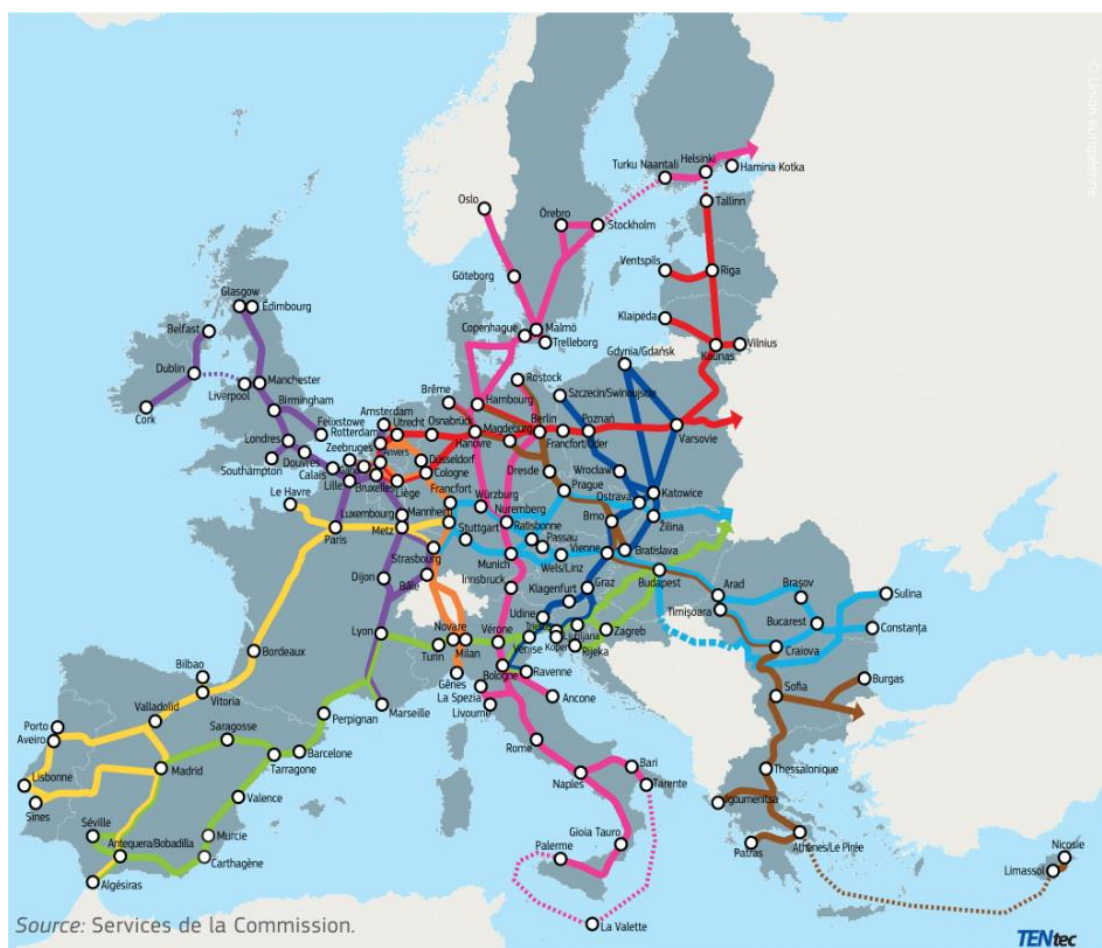 © Union européenne
Helsinki
Turku Naantali
Hamina Kotka
Oslo
Örebro
Stockholm
Tallinn
Ventspils
Riga
Göteborg
Glasgow
Édimbourg
Klaipėda
Belfast
Copenhague
Malmö
Trelleborg
Kaunas
Vilnius
Gdynia/Gdańsk
Dublin
Manchester
Liverpool
Cork
Birmingham
Brême
Rostock
Hambourg
Szczecin/Swinoujscie
Felixstowe
Amsterdam
Utrecht
Osnabrück
Berlin
Poznań
Rotterdam
Magdeburg
Hanovre
Francfort/Oder
Varsovie
Londres
Zeebruges
Anvers
Düsseldorf
Southampton
Douvres
Calais
Gand
Cologne
Dresde
Wrocław
Lille
Bruxelles
Liège
Francfort
Prague
Ostrava
Katowice
Le Havre
Würzburg
Luxembourg
Mannheim
Nuremberg
Brno
Žilina
Paris
Metz
Stuttgart
Ratisbonne
Passau
Strasbourg
Vienne
Bratislava
Munich
Wels/Linz
Dijon
Bâle
Innsbruck
Klagenfurt
Graz
Budapest
Arad
Braşov
Sulina
Timişoara
Udine
Lyon
Novare
Vérone
Trieste
Ljubljana
Zagreb
Bucarest
Constanţa
Turin
Milan
Venise
Koper
Rijeka
Craiova
Bordeaux
Bologne
Ravenne
Bilbao
Gênes
La Spezia
Ancone
Sofia
Burgas
Vitoria
Marseille
Livourne
Valladolid
Saragosse
Perpignan
Porto
Aveiro
Barcelone
Rome
Madrid
Tarragone
Bari
Thessalonique
Lisbonne
Naples
Tarente
Sines
Valence
Igoumenitsa
Séville
Murcie
Gioia Tauro
Antequera/Bobadilla
Palerme
Patras
Athènes/Le Pirée
Nicosie
Carthagène
Limassol
Algésiras
La Valette
Source: Services de la Commission.
TENtec